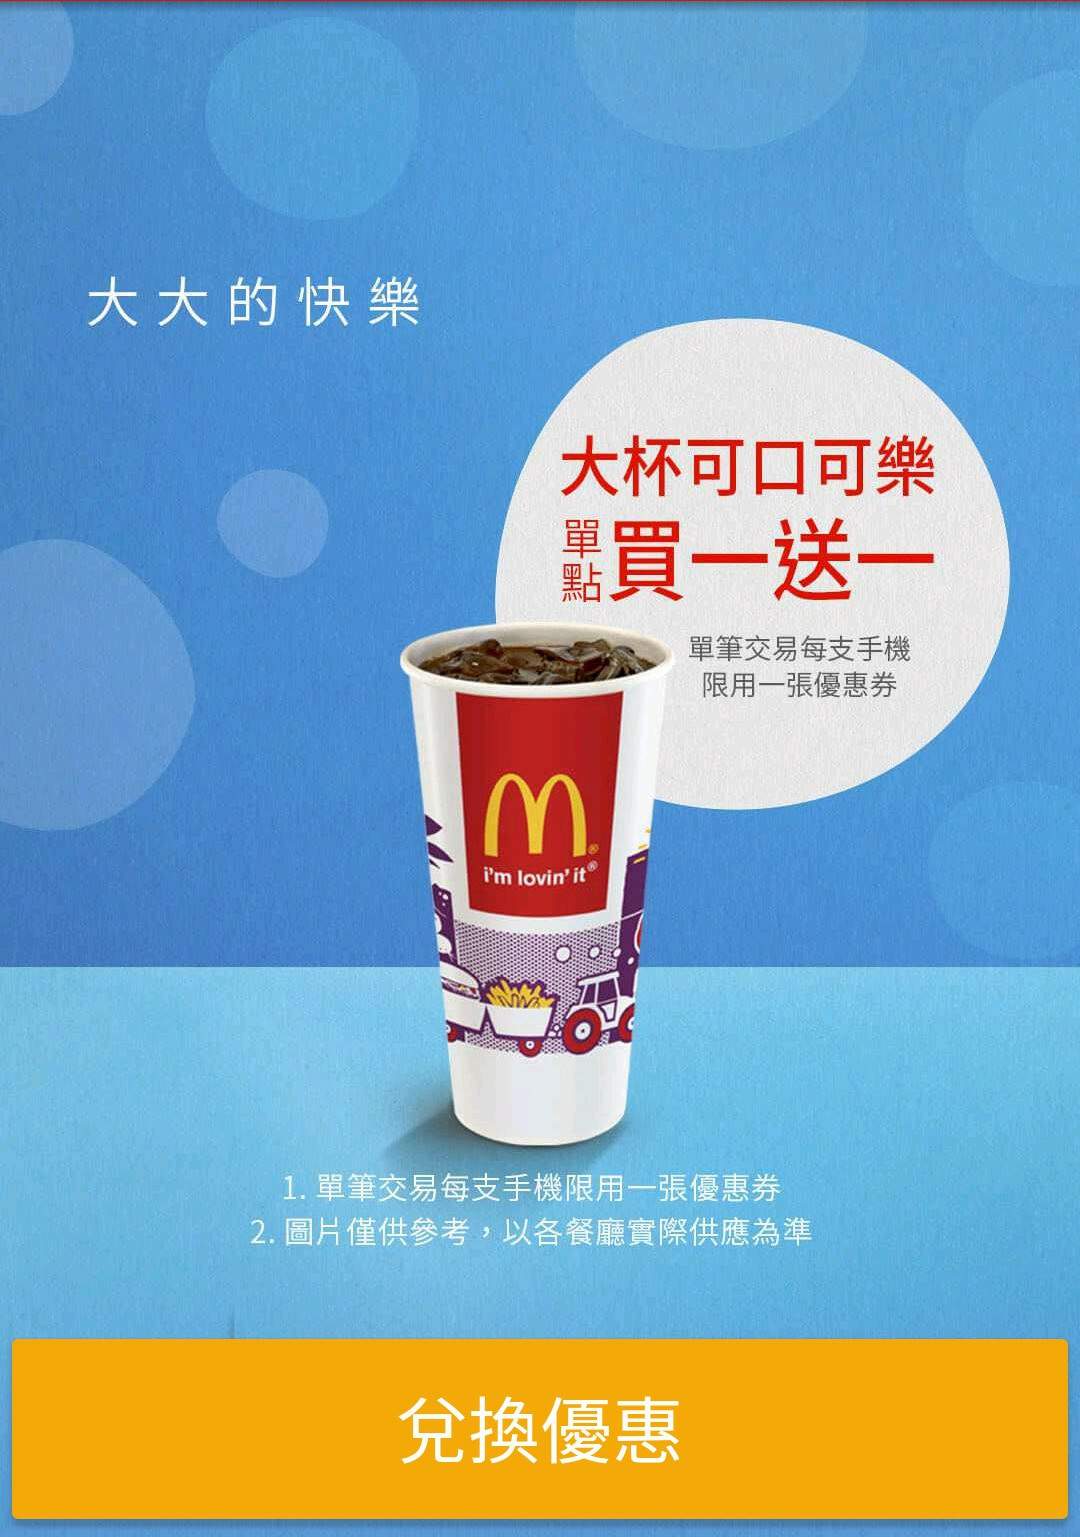 大大的快樂
大杯可口可樂
單點買一送一
單筆交易每支手機
限用一張優惠券
M
i'm lovin' it®
1. 單筆交易每支手機限用一張優惠券
2. 圖片僅供參考，以各餐廳實際供應為準
兌換優惠